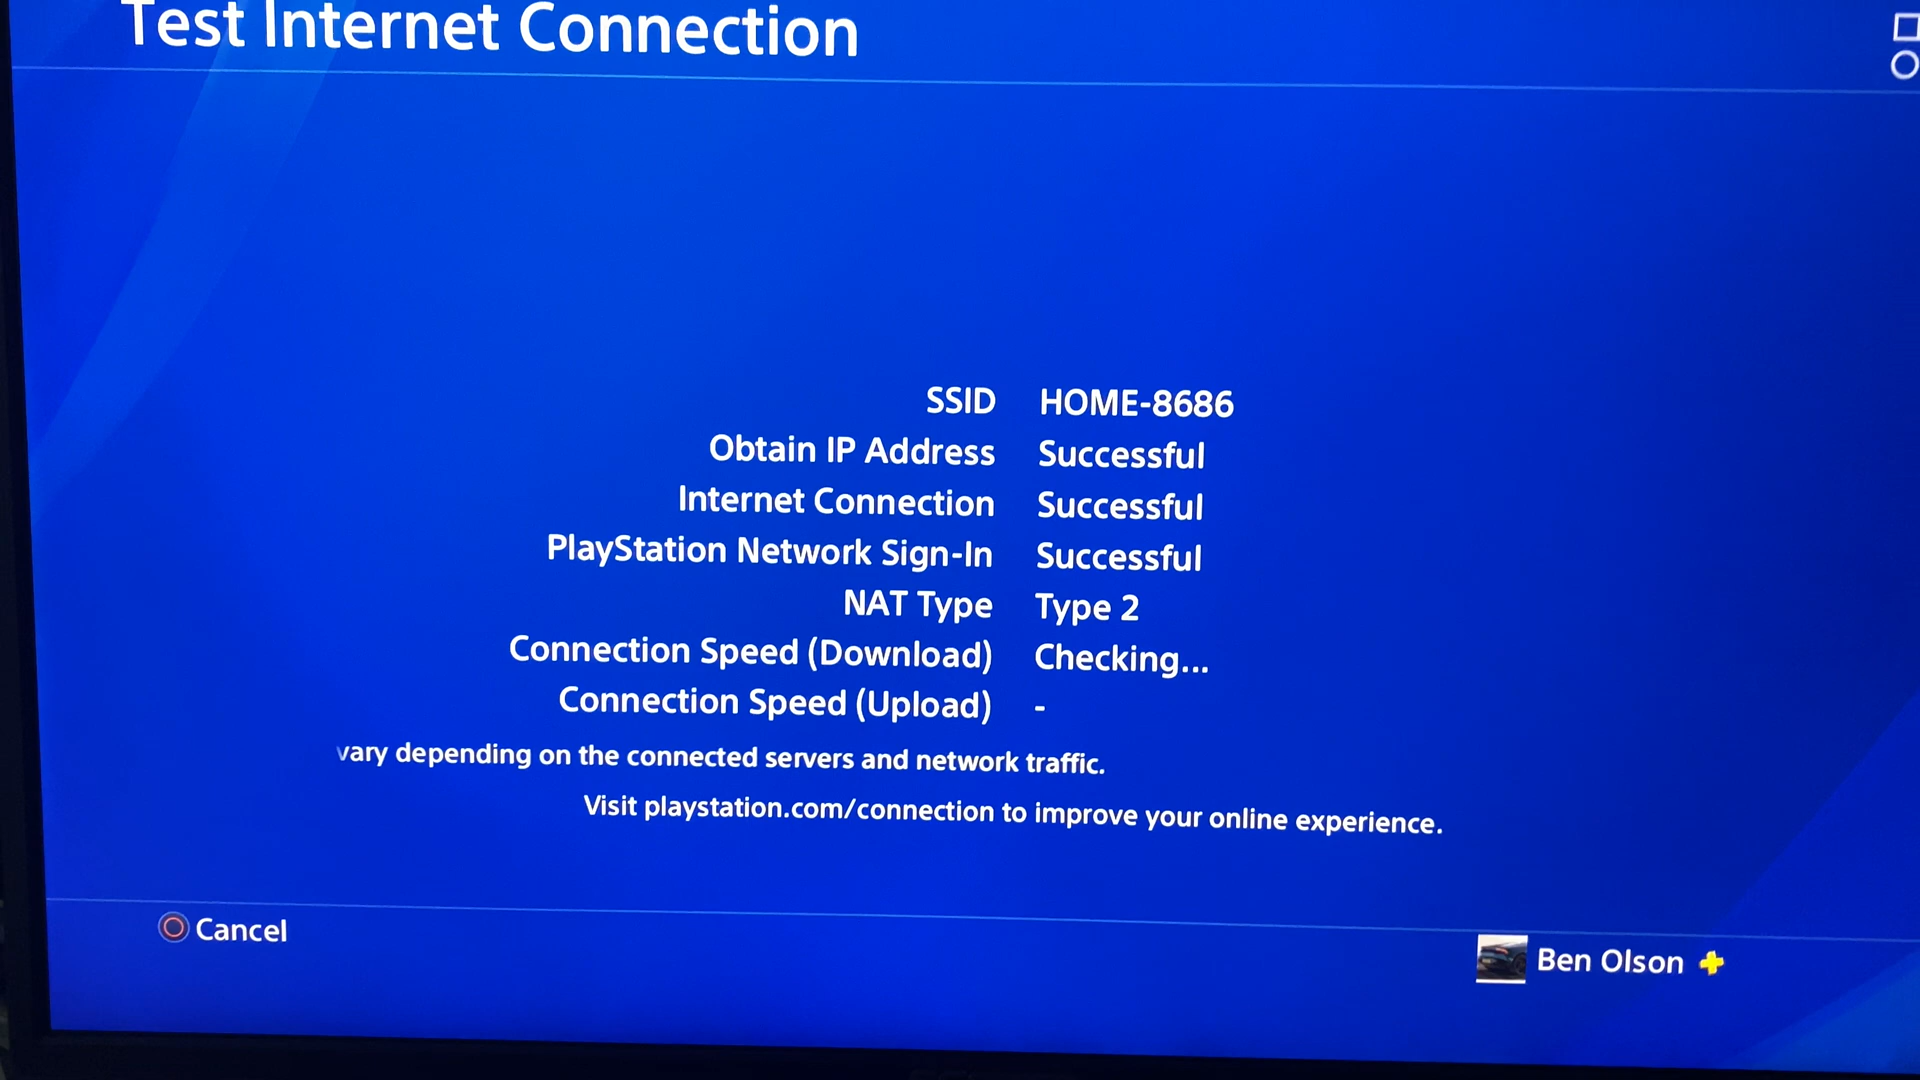 Test Internet Connection
SSID HOME-8686
Obtain IP Address Successful
Internet Connection Successful
PlayStation Network Sign-In Successful
NAT Type Type 2
Connection Speed (Download) Checking...
Connection Speed (Upload) -
vary depending on the connected servers and network traffic.
Visit playstation.com/connection to improve your online experience.
Cancel
Ben Olson